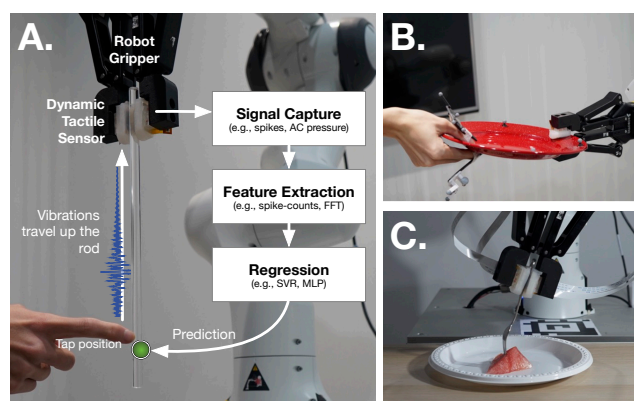 A.
Robot
Gripper
Dynamic
Tactile
Sensor
Signal Capture
(e.g., spikes, AC pressure)
Feature Extraction
(e.g., spike-counts, FFT)
Vibrations
travel up the
rod
Regression
(e.g., SVR, MLP)
Tap position
Prediction
B.
C.